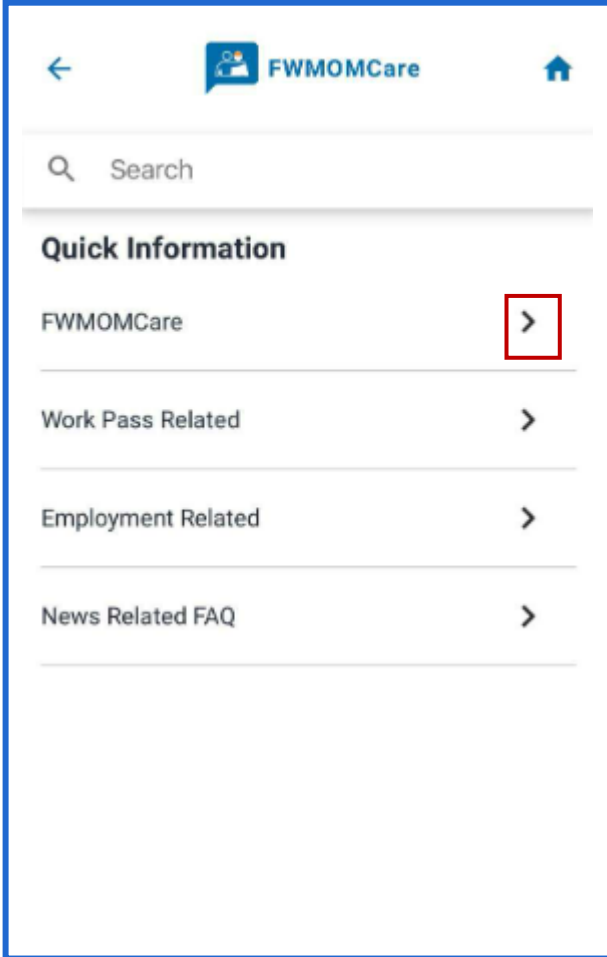 FWMOMCare
Search
Quick Information
FWMOMCare
Work Pass Related
Employment Related
News Related FAQ